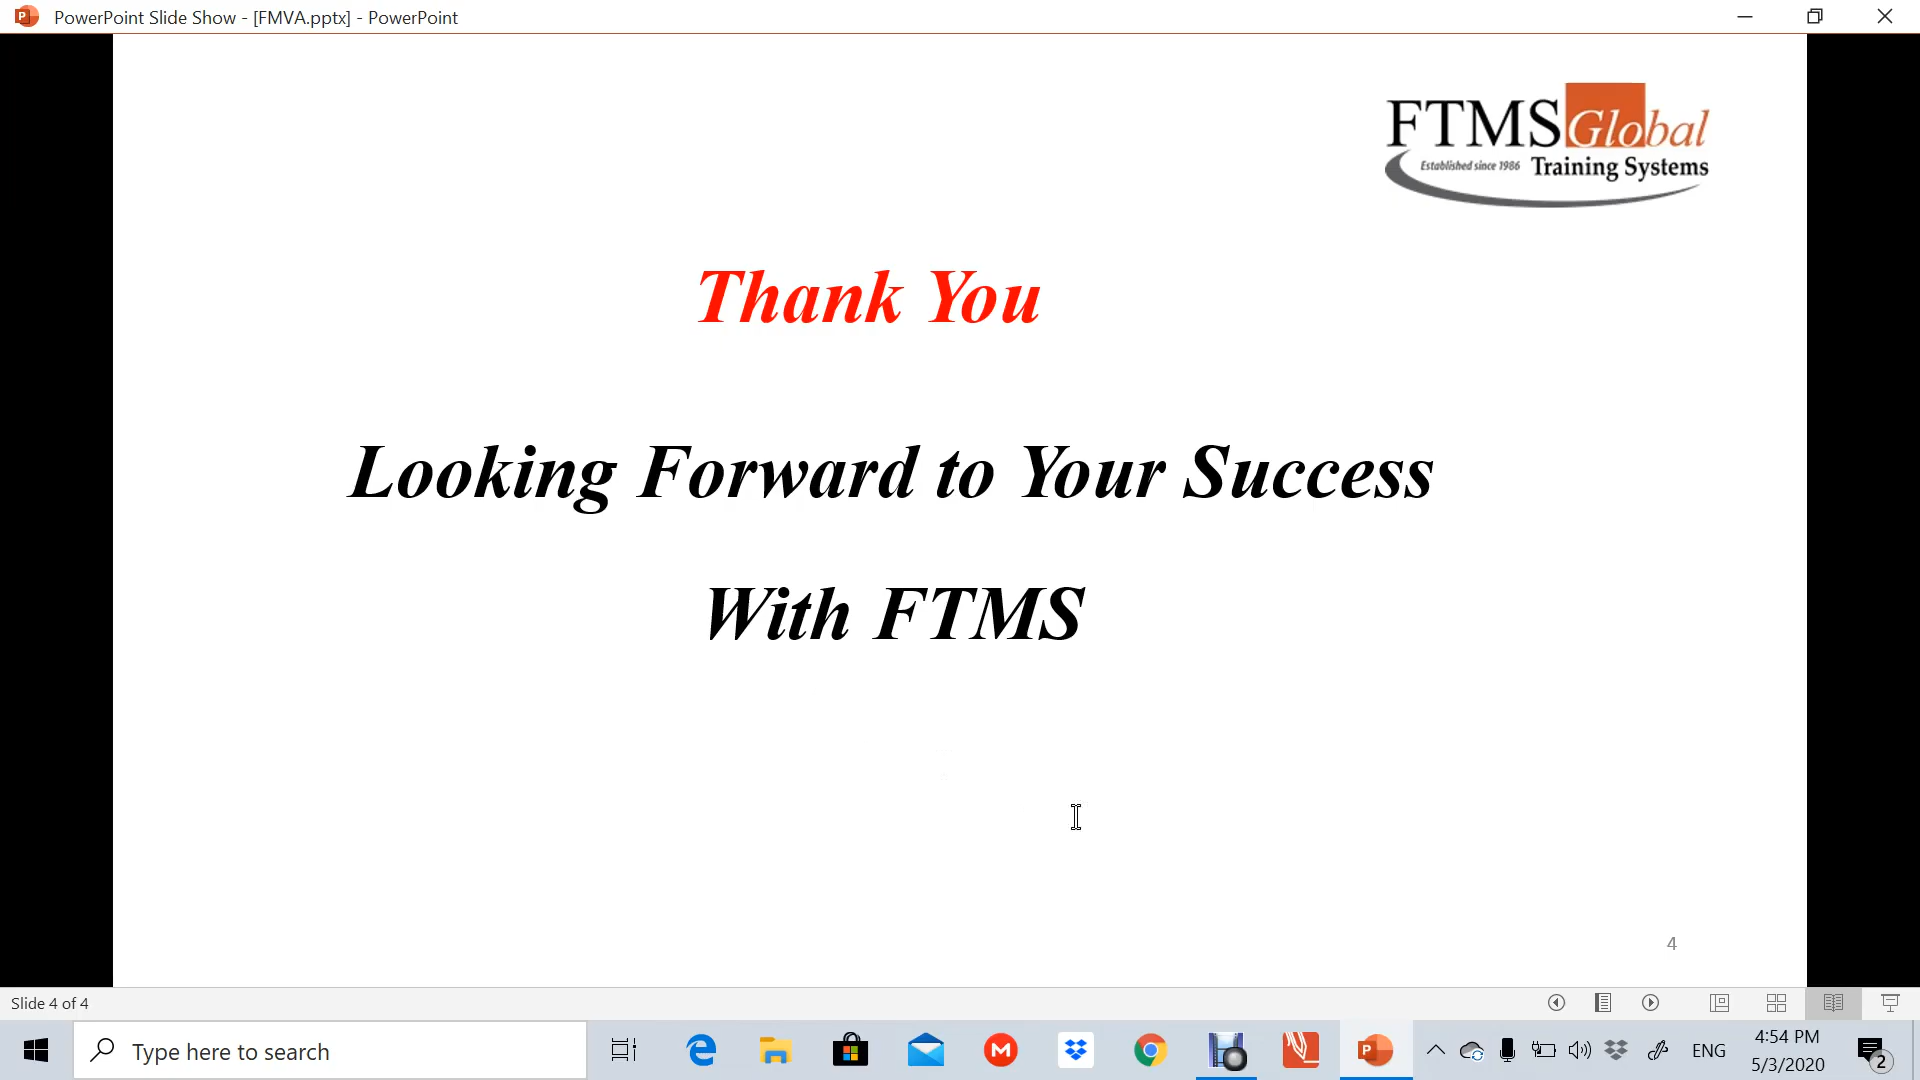 PowerPoint Slide Show - [FMVA.pptx] - PowerPoint
FTMS Global
Established since 1986 Training Systems
Thank You
Looking Forward to Your Success
With FTMS
4
Slide 4 of 4
Type here to search
ENG
4:54 PM
5/3/2020
2